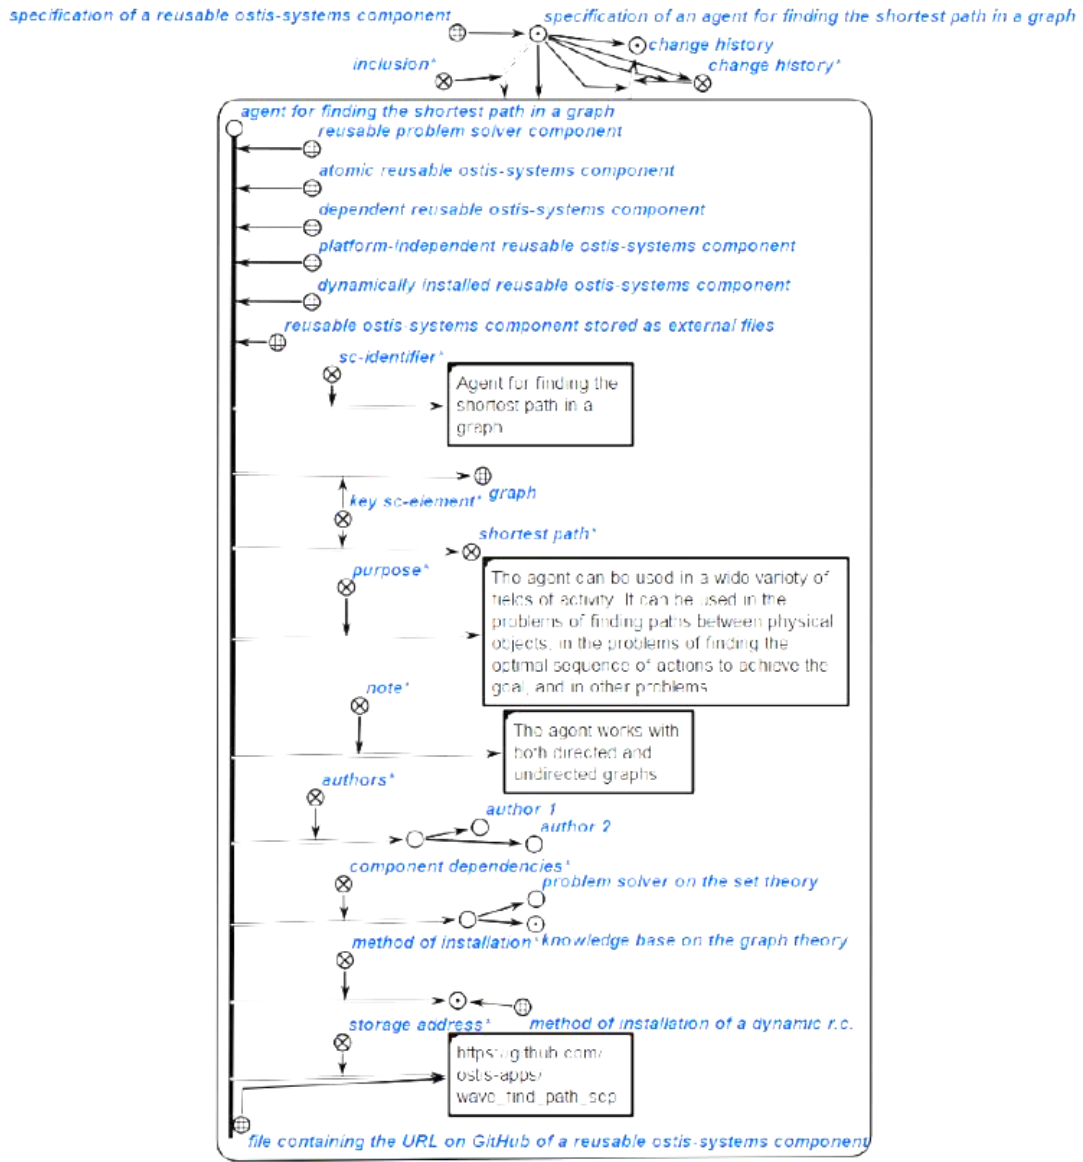 specification of a reusable ostis-systems component
specification of an agent for finding the shortest path in a graph
change history
inclusion*
change history*
agent for finding the shortest path in a graph
reusable problem solver component
atomic reusable ostis-systems component
dependent reusable ostis-systems component
platform-independent reusable ostis-systems component
dynamically installed reusable ostis-systems component
reusable ostis-systems component stored as external files
sc-identifier*
Agent for finding the
shortest path in a
graph
key sc-element*
graph
shortest path*
purpose*
The agent can be used in a wide variety of
fields of activity. It can be used in the
problems of finding paths between physical
objects, in the problems of finding the
optimal sequence of actions to achieve the
goal, and in other problems
note*
The agent works with
both directed and
undirected graphs
authors*
author 1
author 2
component dependencies*
problem solver on the set theory
method of installation*
knowledge base on the graph theory
storage address*
method of installation of a dynamic r.c.
https://github.com/
ostis-apps/
wave_find_path_scp
file containing the URL on GitHub of a reusable ostis-systems component